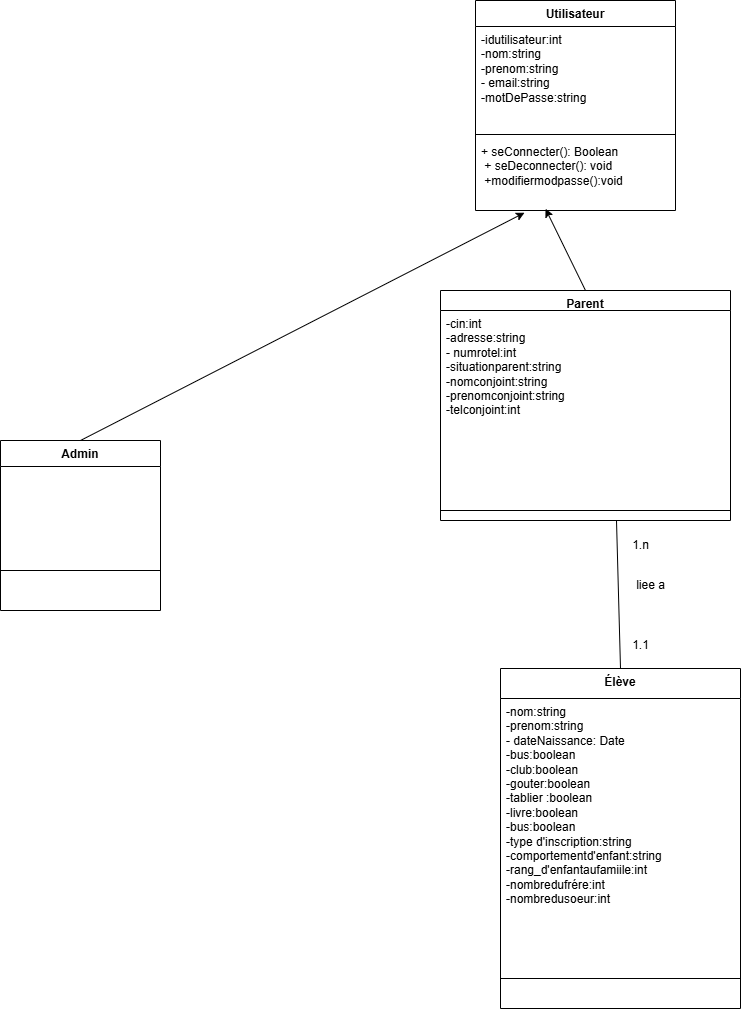 Utilisateur
-idutilisateur:int
-nom:string
-prenom:string
- email:string
-motDePasse:string
+ seConnecter(): Boolean
+ seDeconnecter(): void
+modifiermodpasse():void
Parent
-cin:int
-adresse:string
- numrotel:int
-situationparent:string
-nomconjoint:string
-prenomconjoint:string
-telconjoint:int
Admin
1.n
liee a
1.1
Élève
-nom:string
-prenom:string
- dateNaissance: Date
-bus:boolean
-club:boolean
-gouter:boolean
-tablier :boolean
-livre:boolean
-bus:boolean
-type d'inscription:string
-comportementd'enfant:string
-rang_d'enfantaufamiile:int
-nombredufrére:int
-nombredusoeur:int